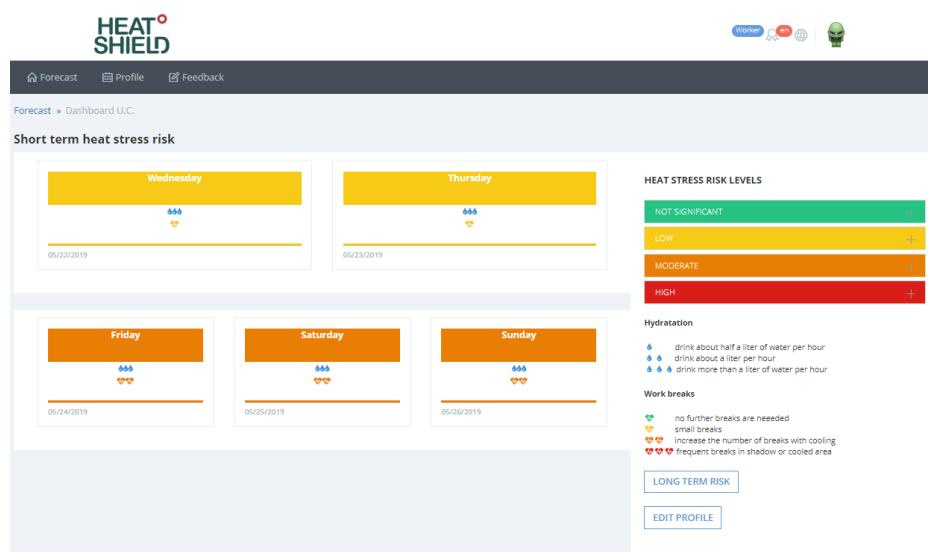 HEAT
SHIELD
Worker
en
Forecast Profile Feedback
Forecast • Dashboard U.C.
Short term heat stress risk
Wednesday
05/22/2019
Thursday
05/23/2019
Friday
05/24/2019
Saturday
05/25/2019
Sunday
05/26/2019
HEAT STRESS RISK LEVELS
NOT SIGNIFICANT
LOW
MODERATE
HIGH
Hydratation
drink about half a liter of water per hour
drink about a liter per hour
drink more than a liter of water per hour
Work breaks
no further breaks are neeeded
small breaks
increase the number of breaks with cooling
frequent breaks in shadow or cooled area
LONG TERM RISK
EDIT PROFILE